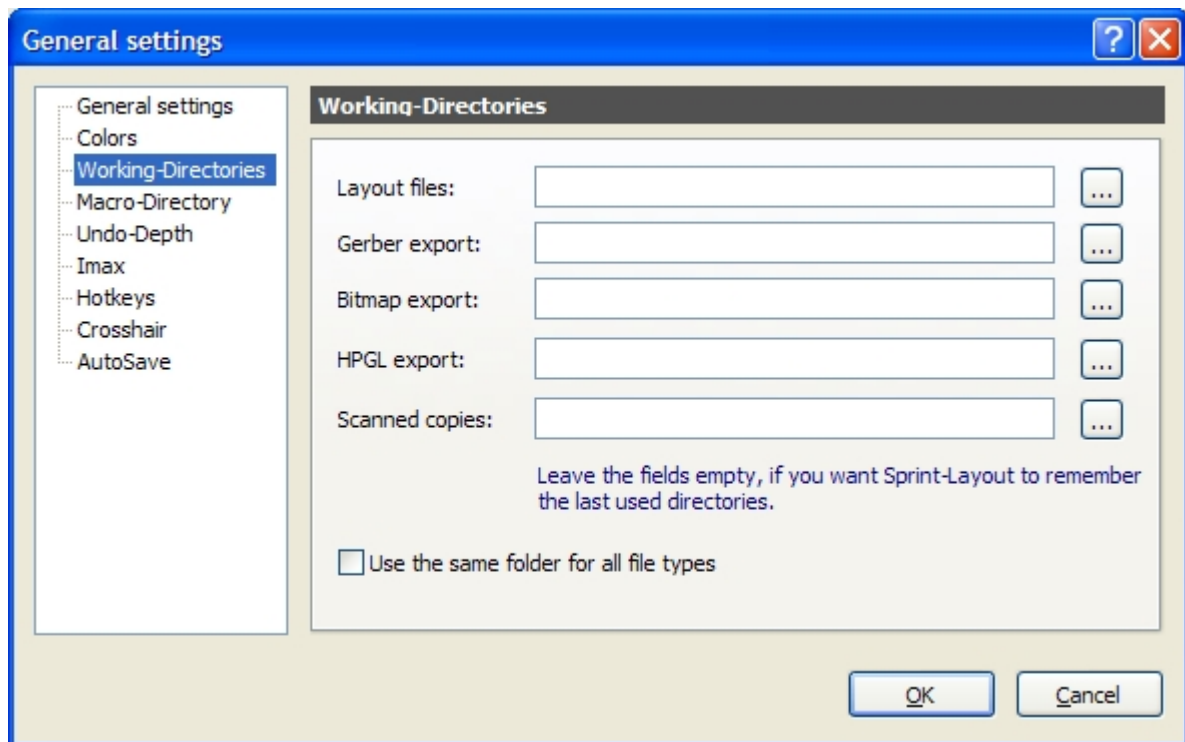 General settings
General settings
Colors
Working-Directories
Macro-Directory
Undo-Depth
Imax
Hotkeys
Crosshair
AutoSave
Working-Directories
Layout files:
...
Gerber export:
...
Bitmap export:
...
HPGL export:
...
Scanned copies:
...
Leave the fields empty, if you want Sprint-Layout to remember
the last used directories.
Use the same folder for all file types
OK
Cancel